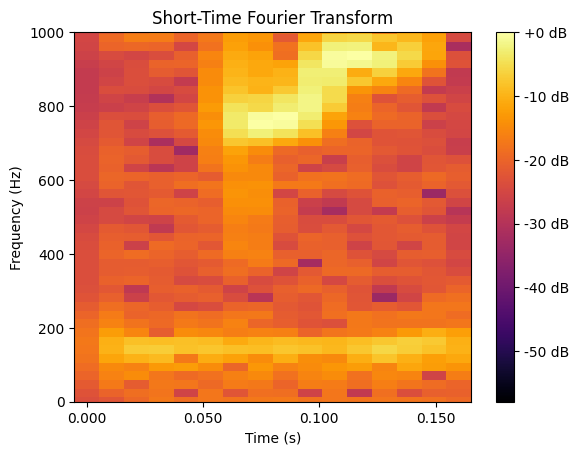 Short-Time Fourier Transform
1000
800
600
400
200
0
Frequency (Hz)
0.000
0.050
0.100
0.150
Time (s)
+0 dB
-10 dB
-20 dB
-30 dB
-40 dB
-50 dB